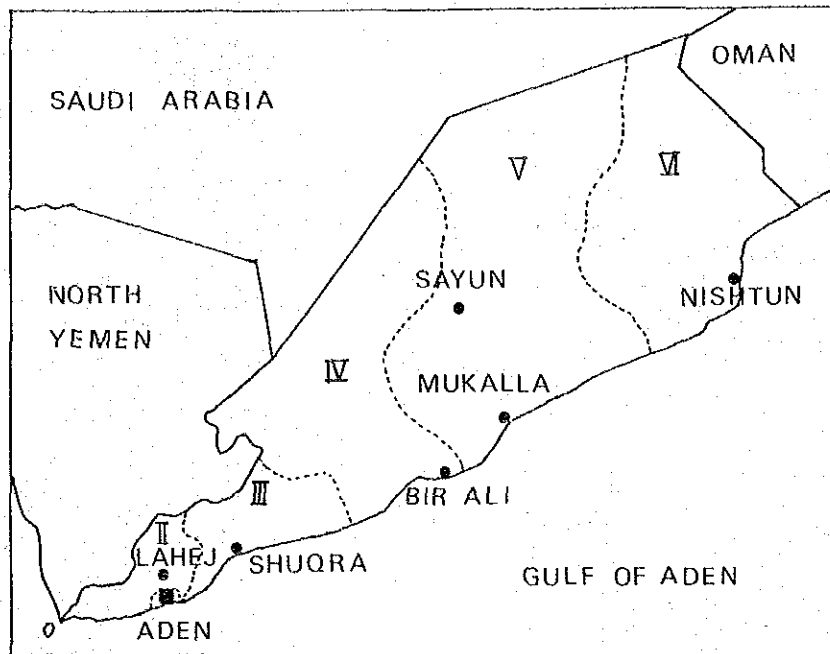 OMAN
SAUDI ARABIA
V
VI
SAYUN
NORTH
YEMEN
NISHTUN
IV
MUKALLA
III
BIR ALI
II
LAHEJ
SHUQRA
GULF OF ADEN
ADEN